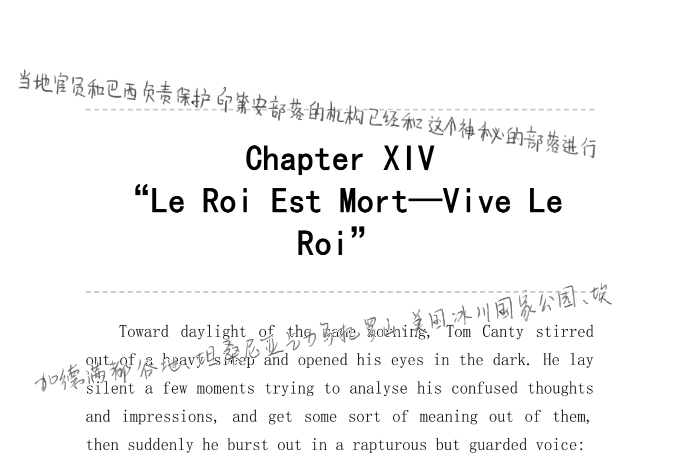 当地官员和巴西负责保护印第安部落的机构已经和这个神秘的部落进行
Chapter XIV
“Le Roi Est Mort—Vive Le
Roi”
加德满都谷地、坦桑尼亚乞力马扎罗山、美国冰川国家公园、埃
Toward daylight of the same morning, Tom Canty stirred
out of a heavy sleep and opened his eyes in the dark. He lay
silent a few moments trying to analyse his confused thoughts
and impressions, and get some sort of meaning out of them,
then suddenly he burst out in a rapturous but guarded voice: